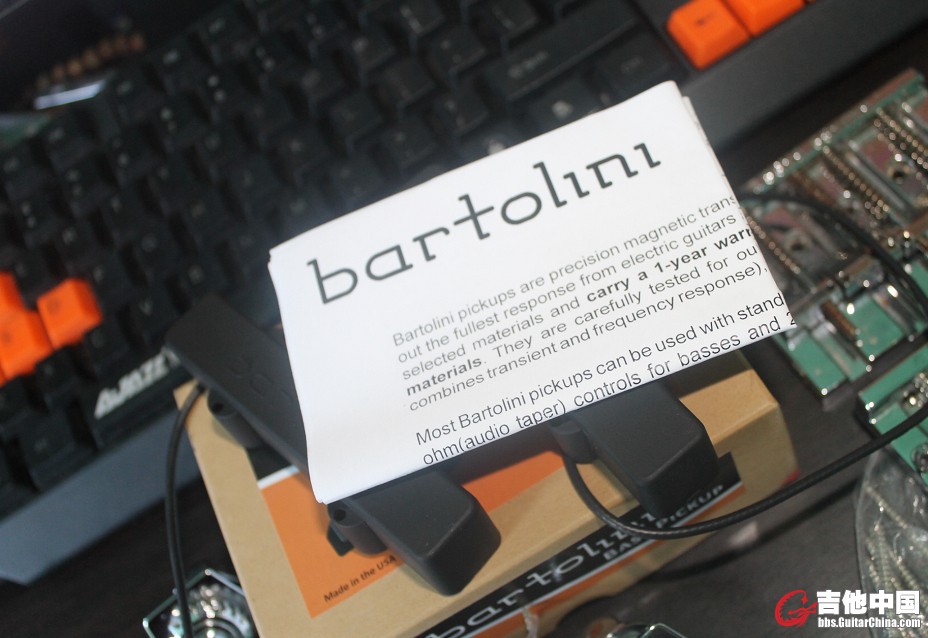 bartolini
Bartolini pickups are precision magnetic trans
out the fullest response from electric guitars
selected materials and carry a 1-year warr
materials. They are carefully tested for ou
combines transient and frequency response),
Most Bartolini pickups can be used with stand
ohm(audio taper) controls for basses and 2
Made in the USA
bartolini
BASS PICKUP
吉他中国
bbs.GuitarChina.com